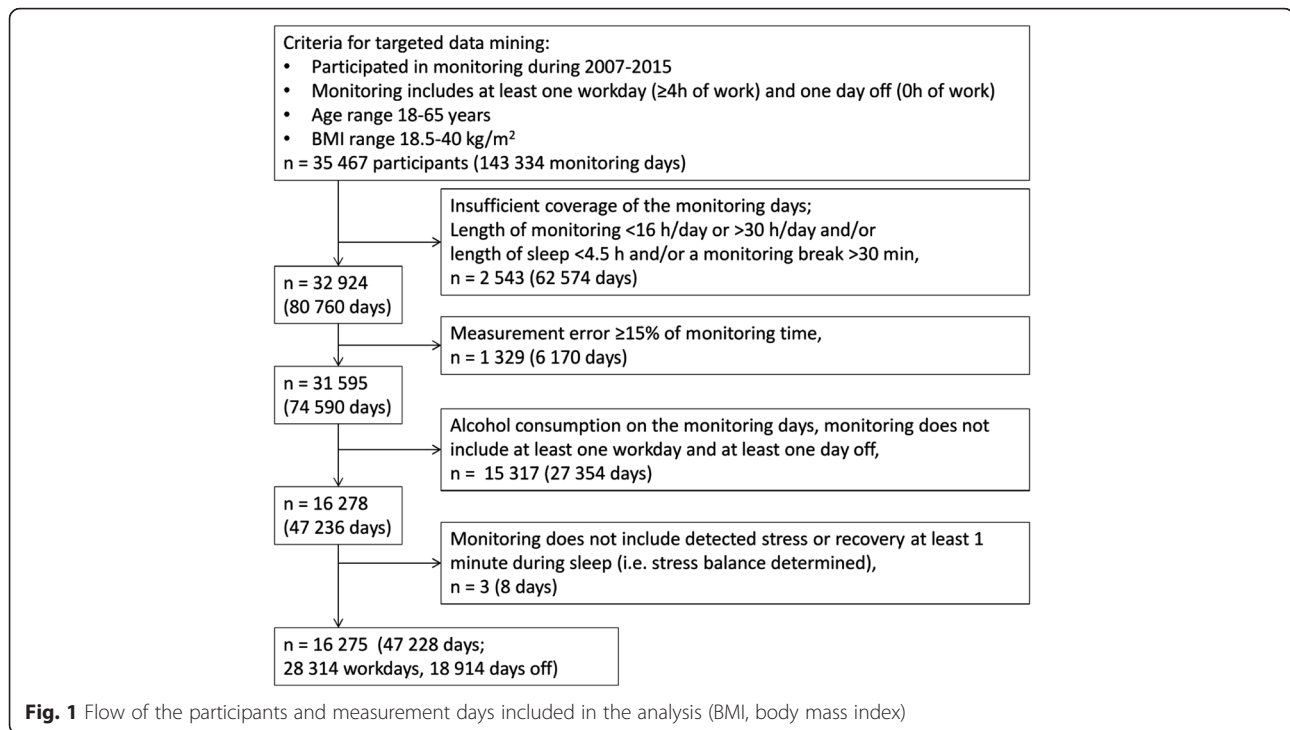 Criteria for targeted data mining:
• Participated in monitoring during 2007-2015
• Monitoring includes at least one workday (≥4h of work) and one day off (0h of work)
• Age range 18-65 years
• BMI range 18.5-40 kg/m²
n = 35 467 participants (143 334 monitoring days)
Insufficient coverage of the monitoring days;
Length of monitoring <16 h/day or >30 h/day and/or
length of sleep <4.5 h and/or a monitoring break >30 min,
n = 2 543 (62 574 days)
n = 32 924
(80 760 days)
Measurement error ≥15% of monitoring time,
n = 1 329 (6 170 days)
n = 31 595
(74 590 days)
Alcohol consumption on the monitoring days, monitoring does not
include at least one workday and at least one day off,
n = 15 317 (27 354 days)
n = 16 278
(47 236 days)
Monitoring does not include detected stress or recovery at least 1
minute during sleep (i.e. stress balance determined),
n = 3 (8 days)
n = 16 275 (47 228 days;
28 314 workdays, 18 914 days off)
Fig. 1 Flow of the participants and measurement days included in the analysis (BMI, body mass index)